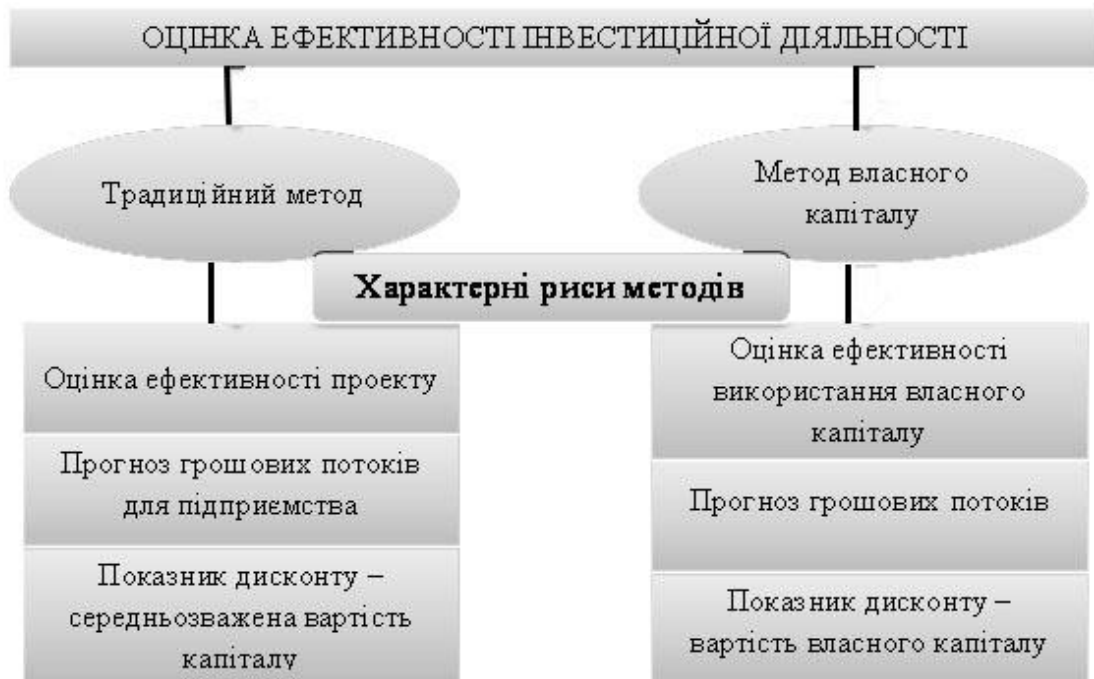 ОЦІНКА ЕФЕКТИВНОСТІ ІНВЕСТИЦІЙНОЇ ДІЯЛЬНОСТІ
Традиційний метод
Метод власного
капіталу
Характерні риси методів
Оцінка ефективності проекту
Прогноз грошових потоків
для підприємства
Показник дисконту –
середньозважена вартість
капіталу
Оцінка ефективності
використання власного
капіталу
Прогноз грошових потоків
Показник дисконту –
вартість власного капіталу